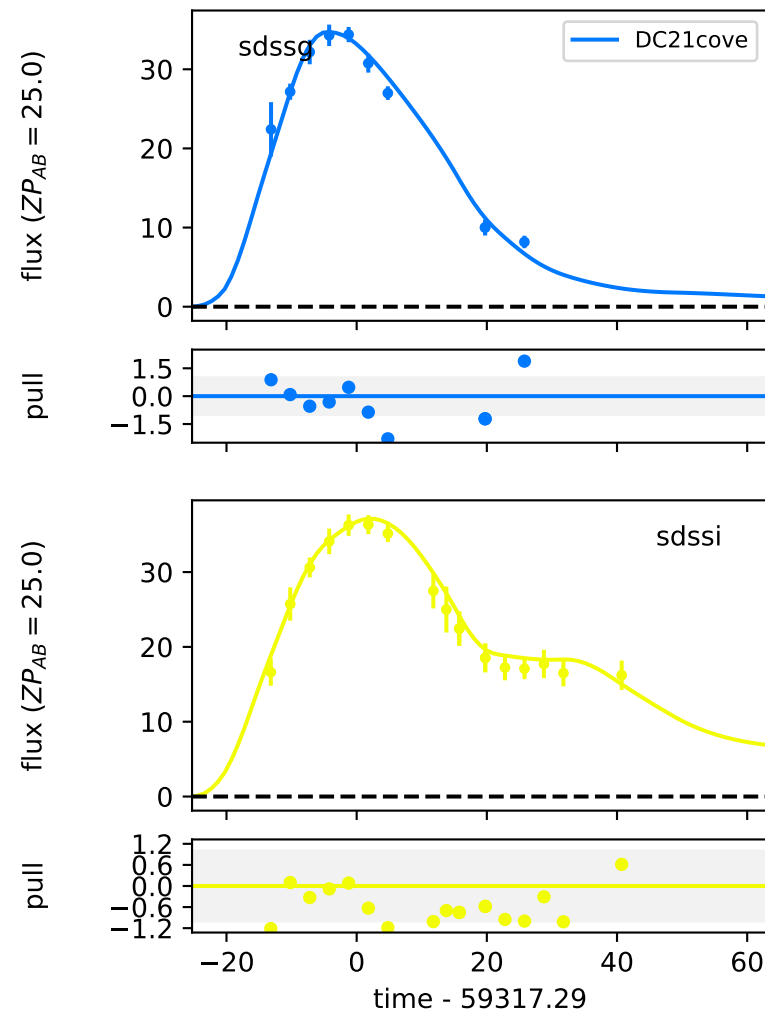 sdssg
DC21cove
flux (ZP_AB = 25.0)
30
20
10
0
pull
1.5
0.0
−1.5
sdssi
flux (ZP_AB = 25.0)
30
20
10
0
pull
1.2
0.6
0.0
−0.6
−1.2
−20 0 20 40 60
time - 59317.29